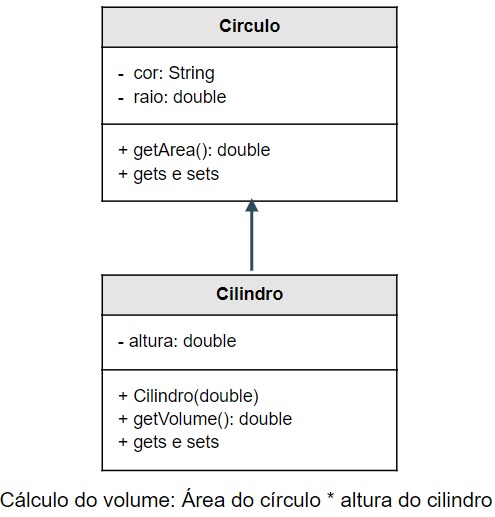 Circulo
- cor: String
- raio: double
+ getArea(): double
+ gets e sets
Cilindro
- altura: double
+ Cilindro(double)
+ getVolume(): double
+ gets e sets
Cálculo do volume: Área do círculo * altura do cilindro